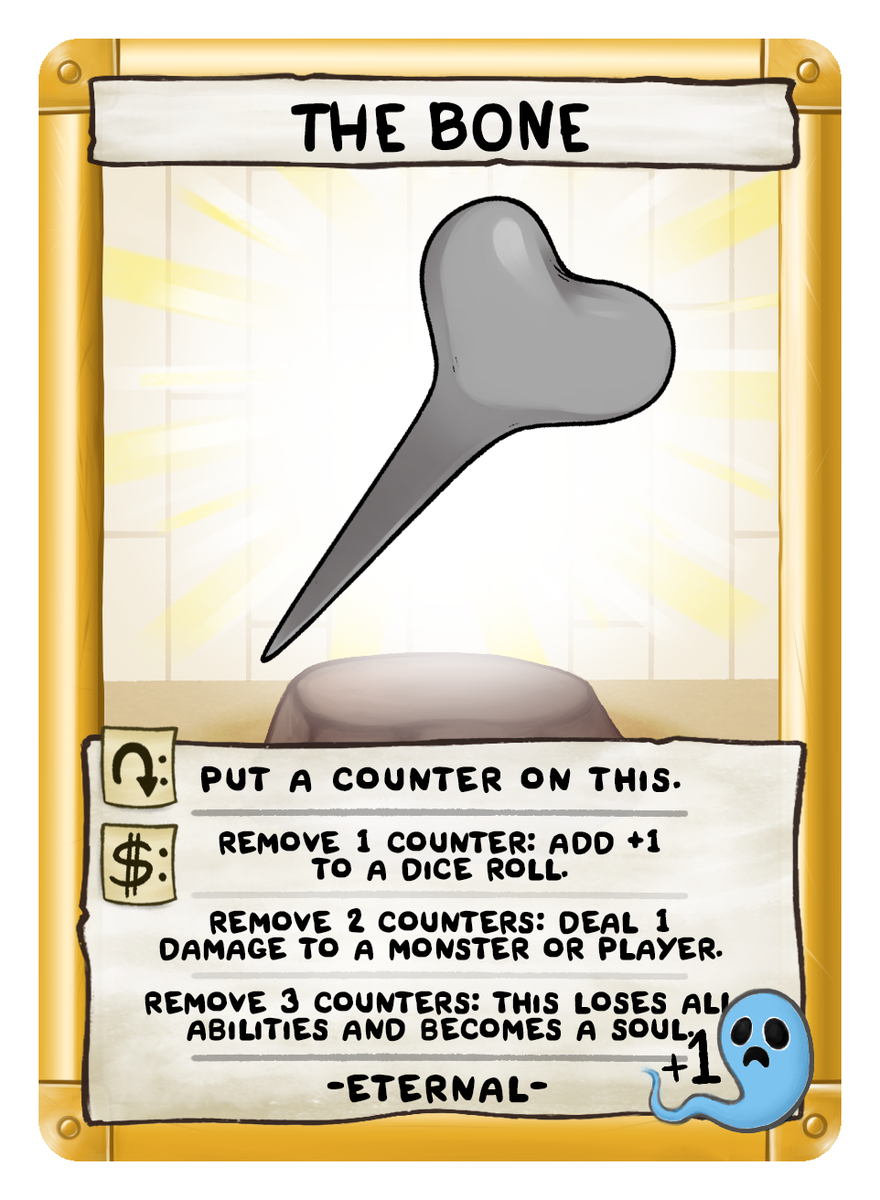 THE BONE
PUT A COUNTER ON THIS.
$:
REMOVE 1 COUNTER: ADD +1
TO A DICE ROLL.
REMOVE 2 COUNTERS: DEAL 1
DAMAGE TO A MONSTER OR PLAYER.
REMOVE 3 COUNTERS: THIS LOSES ALL
ABILITIES AND BECOMES A SOUL.
+1
-ETERNAL-